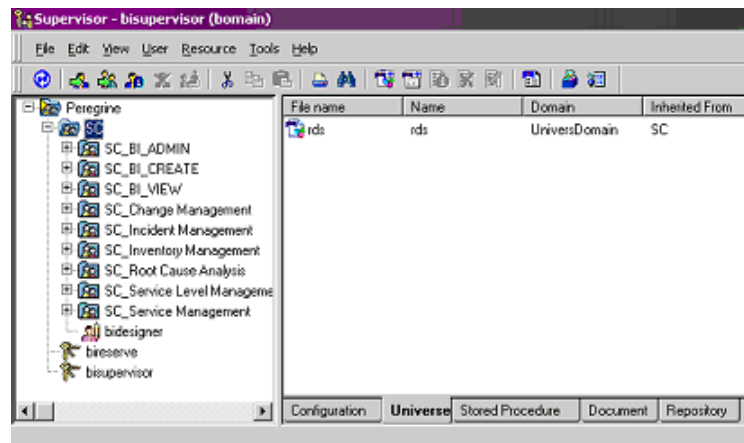 Supervisor - bisupervisor (bomain)
File Edit View User Resource Tools Help
Peregrine
SC
SC_BI_ADMIN
SC_BI_CREATE
SC_BI_VIEW
SC_Change Management
SC_Incident Management
SC_Inventory Management
SC_Root Cause Analysis
SC_Service Level Manageme
SC_Service Management
bidesigner
bireserve
bisupervisor
File name Name Domain Inherited From
rds rds UniversDomain SC
Configuration Universe Stored Procedure Document Repository